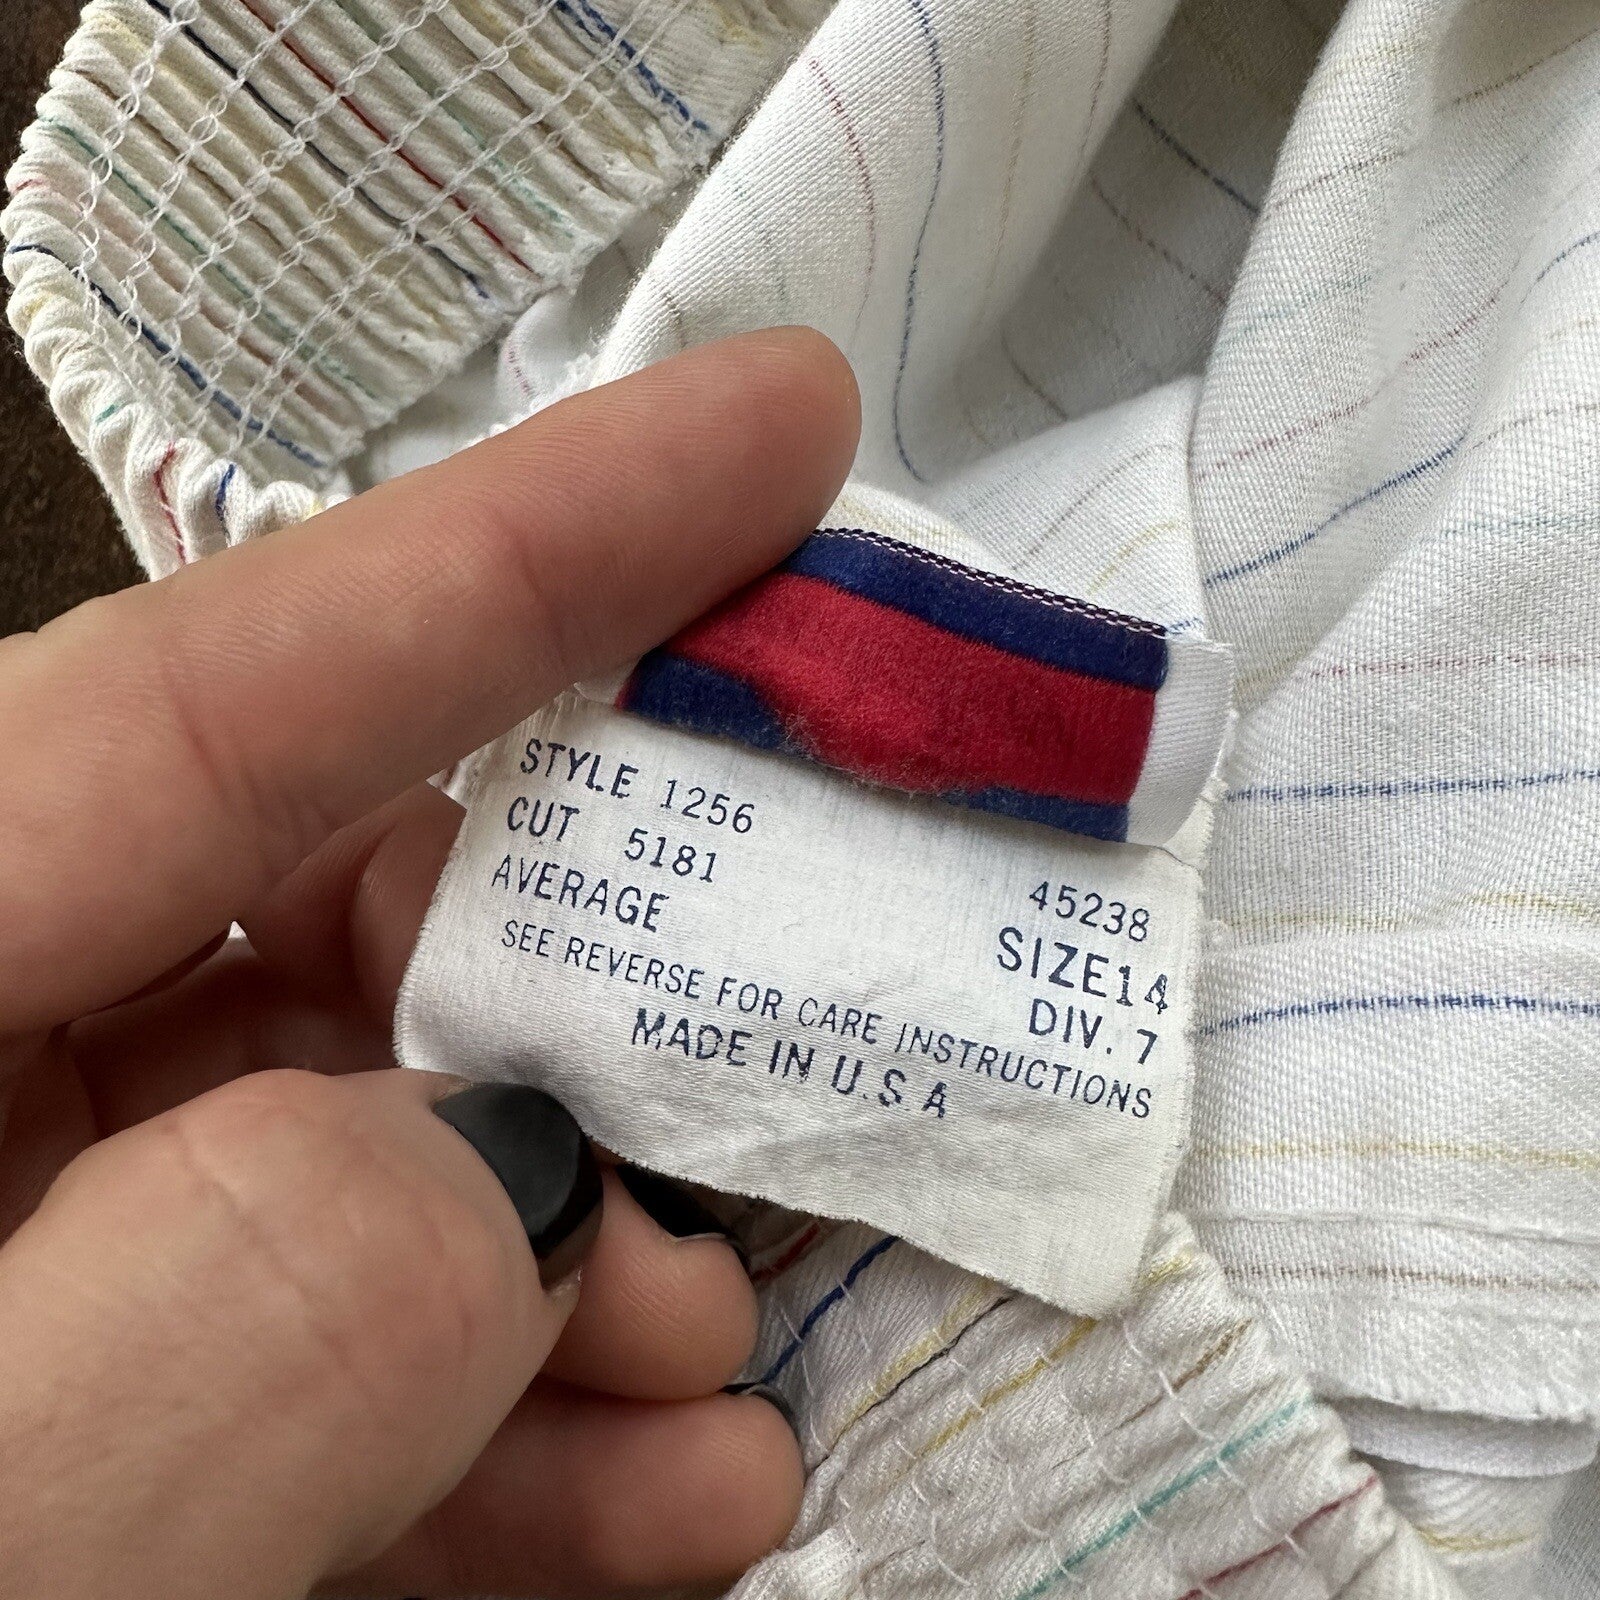 STYLE 1256
CUT 5181
AVERAGE
45238
SIZE14
DIV. 7
SEE REVERSE FOR CARE INSTRUCTIONS
MADE IN U.S.A